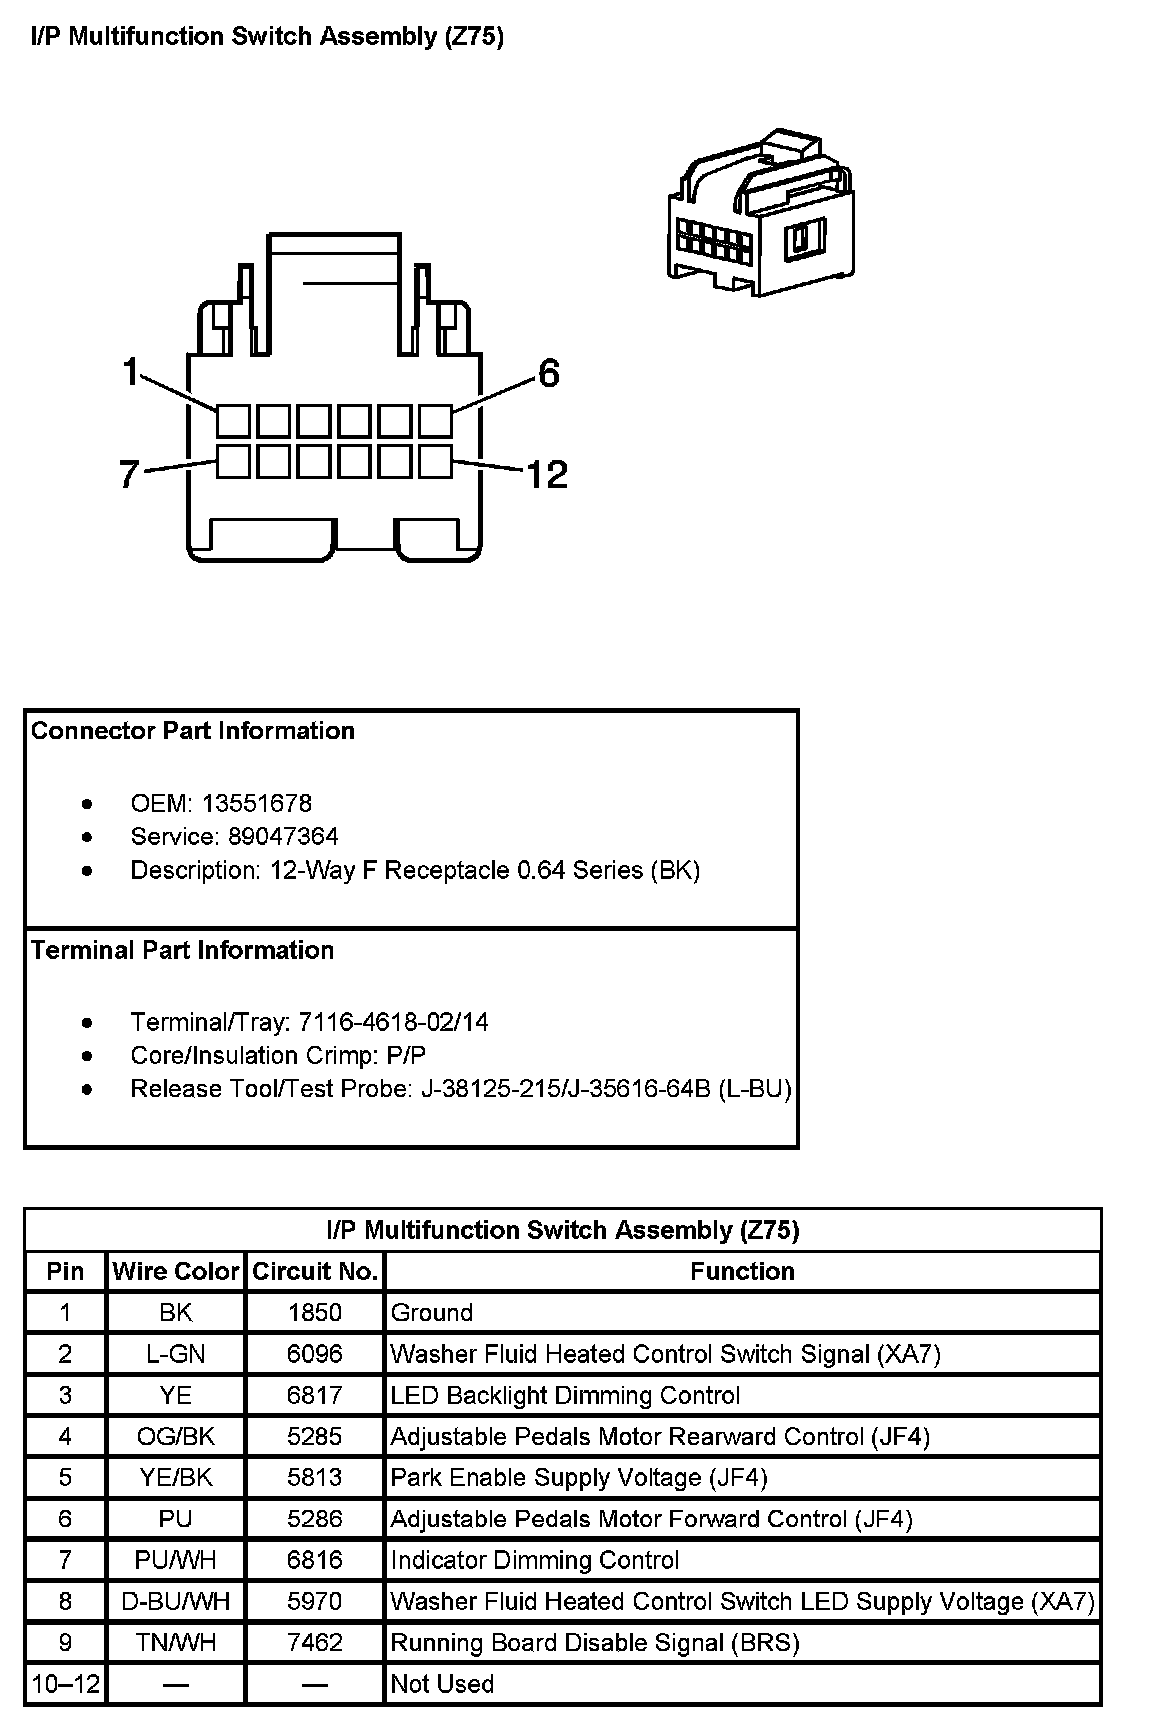 I/P Multifunction Switch Assembly (Z75)
1
6
7
12
Connector Part Information
● OEM: 13551678
● Service: 89047364
● Description: 12-Way F Receptacle 0.64 Series (BK)
Terminal Part Information
● Terminal/Tray: 7116-4618-02/14
● Core/Insulation Crimp: P/P
● Release Tool/Test Probe: J-38125-215/J-35616-64B (L-BU)
I/P Multifunction Switch Assembly (Z75)
Pin Wire Color Circuit No. Function
1 BK 1850 Ground
2 L-GN 6096 Washer Fluid Heated Control Switch Signal (XA7)
3 YE 6817 LED Backlight Dimming Control
4 OG/BK 5285 Adjustable Pedals Motor Rearward Control (JF4)
5 YE/BK 5813 Park Enable Supply Voltage (JF4)
6 PU 5286 Adjustable Pedals Motor Forward Control (JF4)
7 PU/WH 6816 Indicator Dimming Control
8 D-BU/WH 5970 Washer Fluid Heated Control Switch LED Supply Voltage (XA7)
9 TN/WH 7462 Running Board Disable Signal (BRS)
10–12 — — Not Used